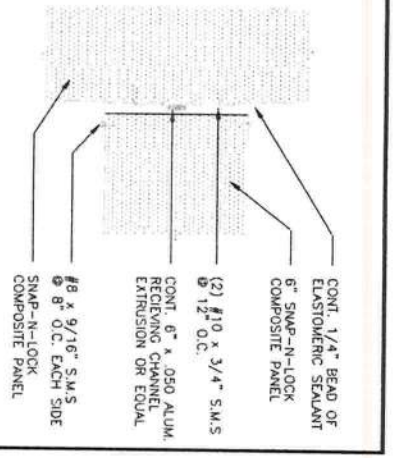 CONT. 1/4" BEAD OF
ELASTOMERIC SEALANT
6" SNAP-N-LOCK
COMPOSITE PANEL
(2) #10 x 3/4" S.M.S
@ 12" O.C.
CONT. 6" x .050 ALUM.
RECIEVING CHANNEL
EXTRUSION OR EQUAL
#8 x 9/16" S.M.S
@ 8" O.C. EACH SIDE
SNAP-N-LOCK
COMPOSITE PANEL